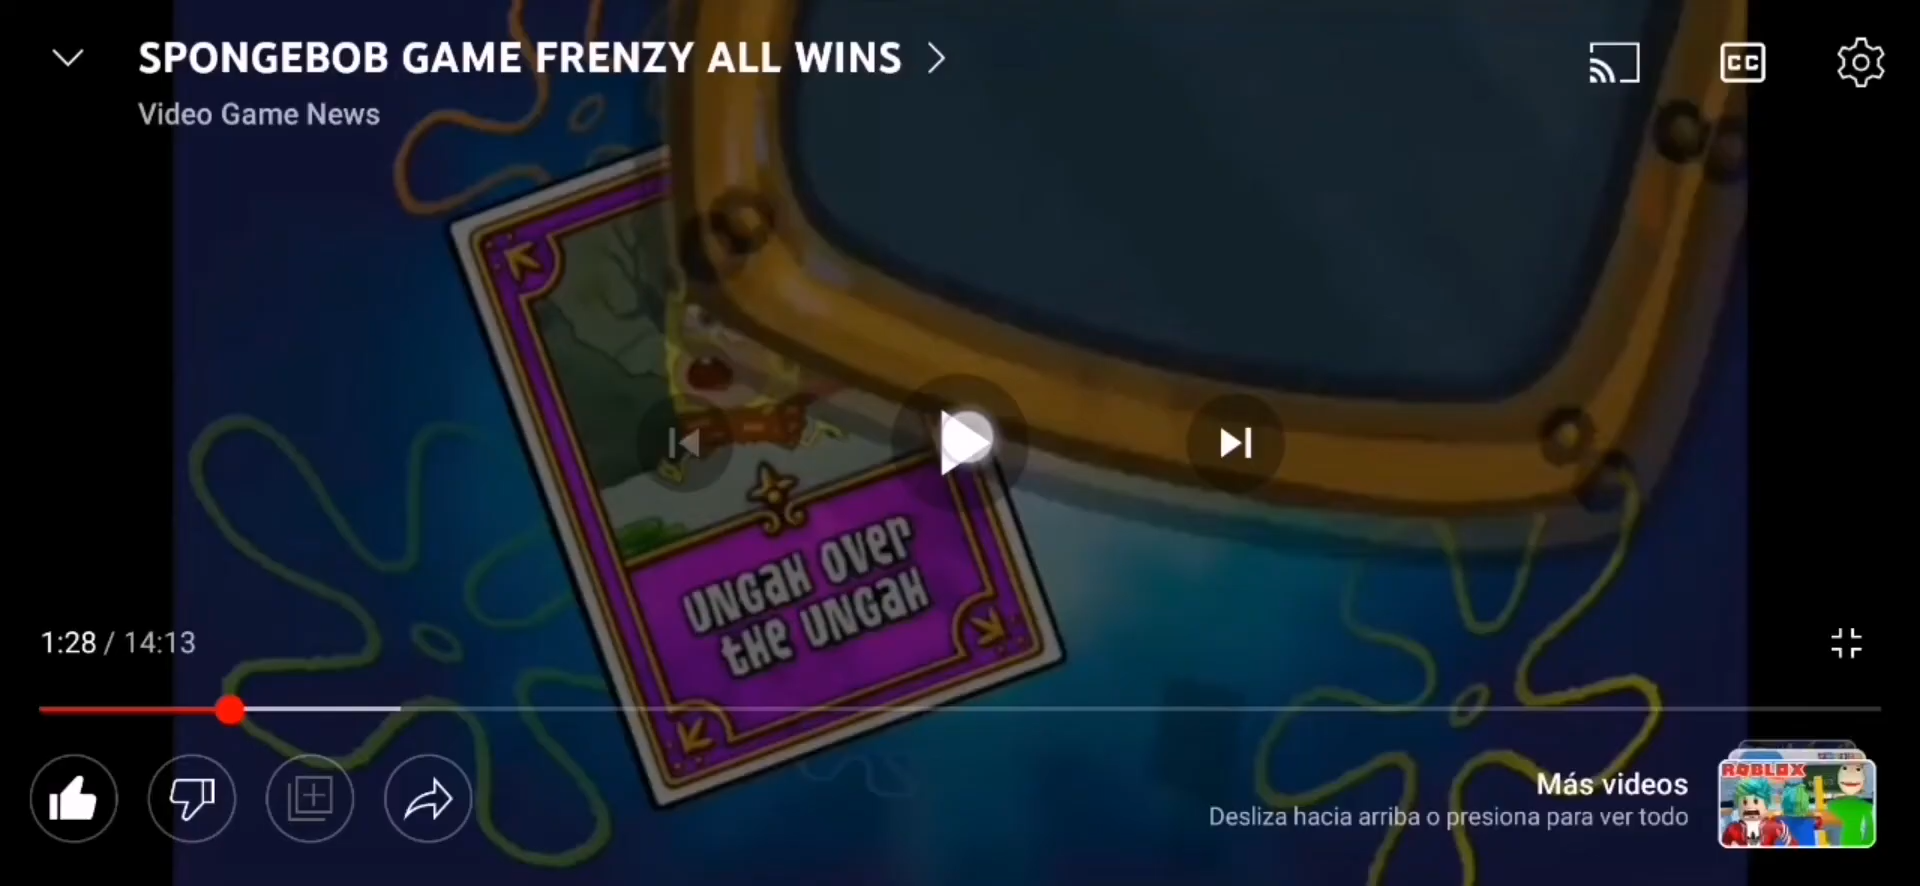 SPONGEBOB GAME FRENZY ALL WINS
Video Game News
CC
UNGAH OVER
THE UNGAH
1:28 / 14:13
Más videos
Desliza hacia arriba o presiona para ver todo
ROBLOX